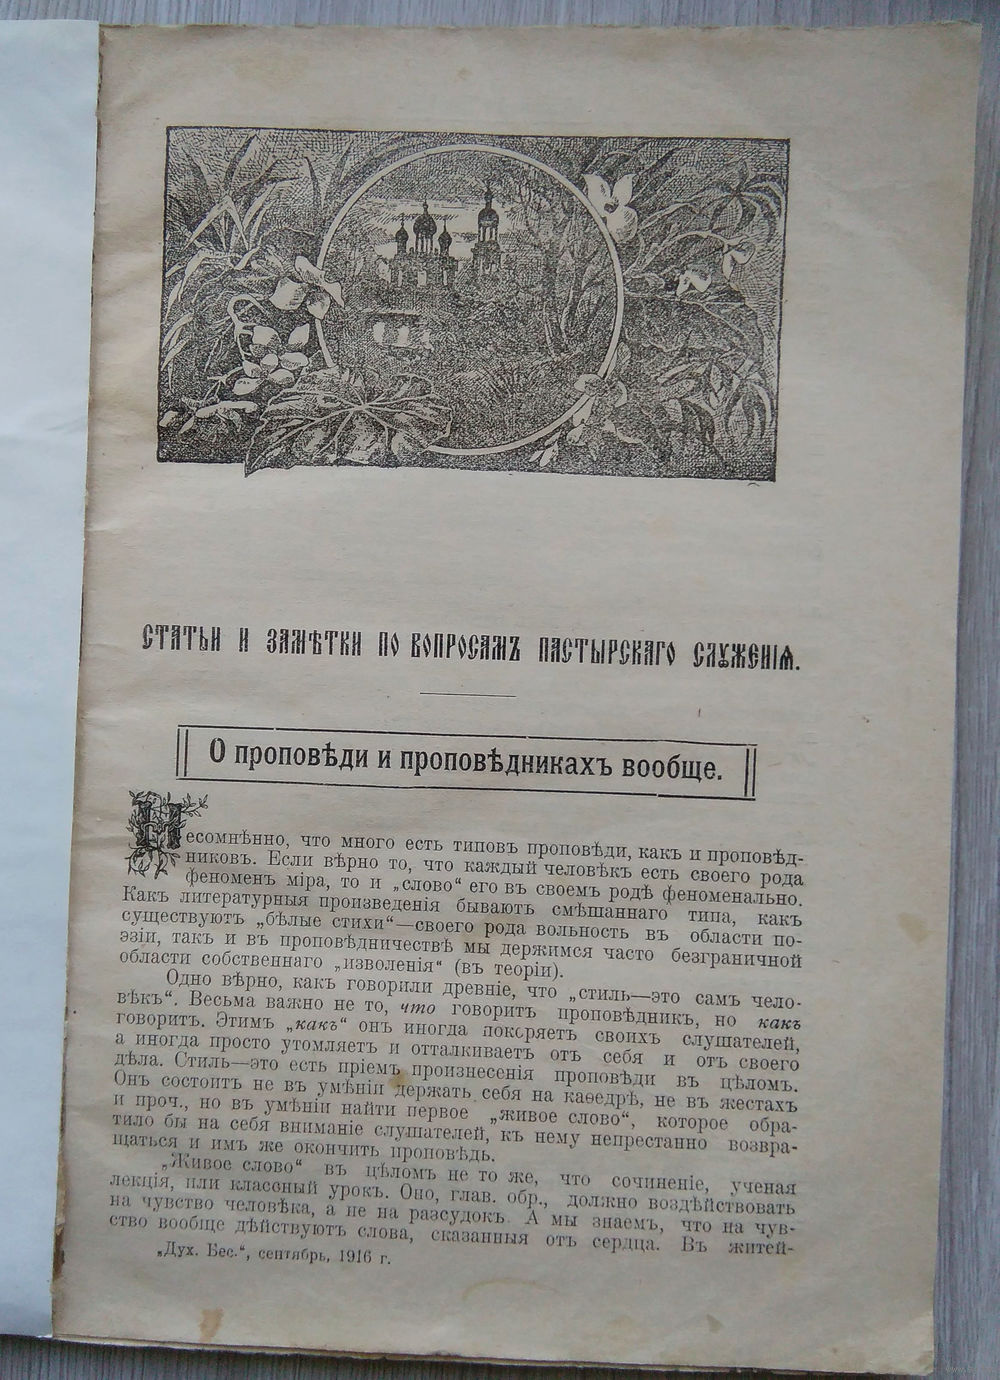 СТАТЬИ И ЗАМѢТКИ ПО ВОПРОСАМЪ ПАСТЫРСКАГО СЛУЖЕНІѦ.
О проповѣди и проповѣдникахъ вообще.
Несомнѣнно, что много есть типовъ проповѣди, какъ и проповѣд-
никовъ. Если вѣрно то, что каждый человѣкъ есть своего рода
феноменъ міра, то и „слово“ его въ своемъ родѣ феноменально.
Какъ литературныя произведенія бываютъ смѣшаннаго типа, какъ
существуютъ „бѣлые стихи“—своего рода вольность въ области по-
эзіи, такъ и въ проповѣдничествѣ мы держимся часто безграничной
области собственнаго „изволенія“ (въ теоріи).
Одно вѣрно, какъ говорили древніе, что „стиль—это самъ чело-
вѣкъ“. Весьма важно не то, что говоритъ проповѣдникъ, но какъ
говоритъ. Этимъ „какъ“ онъ иногда покоряетъ своихъ слушателей,
а иногда просто утомляетъ и отталкиваетъ отъ себя и отъ своего
дѣла. Стиль—это есть пріемъ произнесенія проповѣди въ цѣломъ.
Онъ состоитъ не въ умѣніи держать себя на каѳедрѣ, не въ жестахъ
и проч., но въ умѣніи найти первое „живое слово“, которое обра-
тило бы на себя вниманіе слушателей, къ нему непрестанно возвра-
щаться и имъ же окончить проповѣдь.
„Живое слово“ въ цѣломъ не то же, что сочиненіе, ученая
лекція, или классный урокъ. Оно, глав. обр., должно воздѣйствовать
на чувство человѣка, а не на разсудокъ. А мы знаемъ, что на чув-
ство вообще дѣйствуютъ слова, сказанныя отъ сердца. Въ житей-
„Дух. Бес.“, сентябрь, 1916 г.